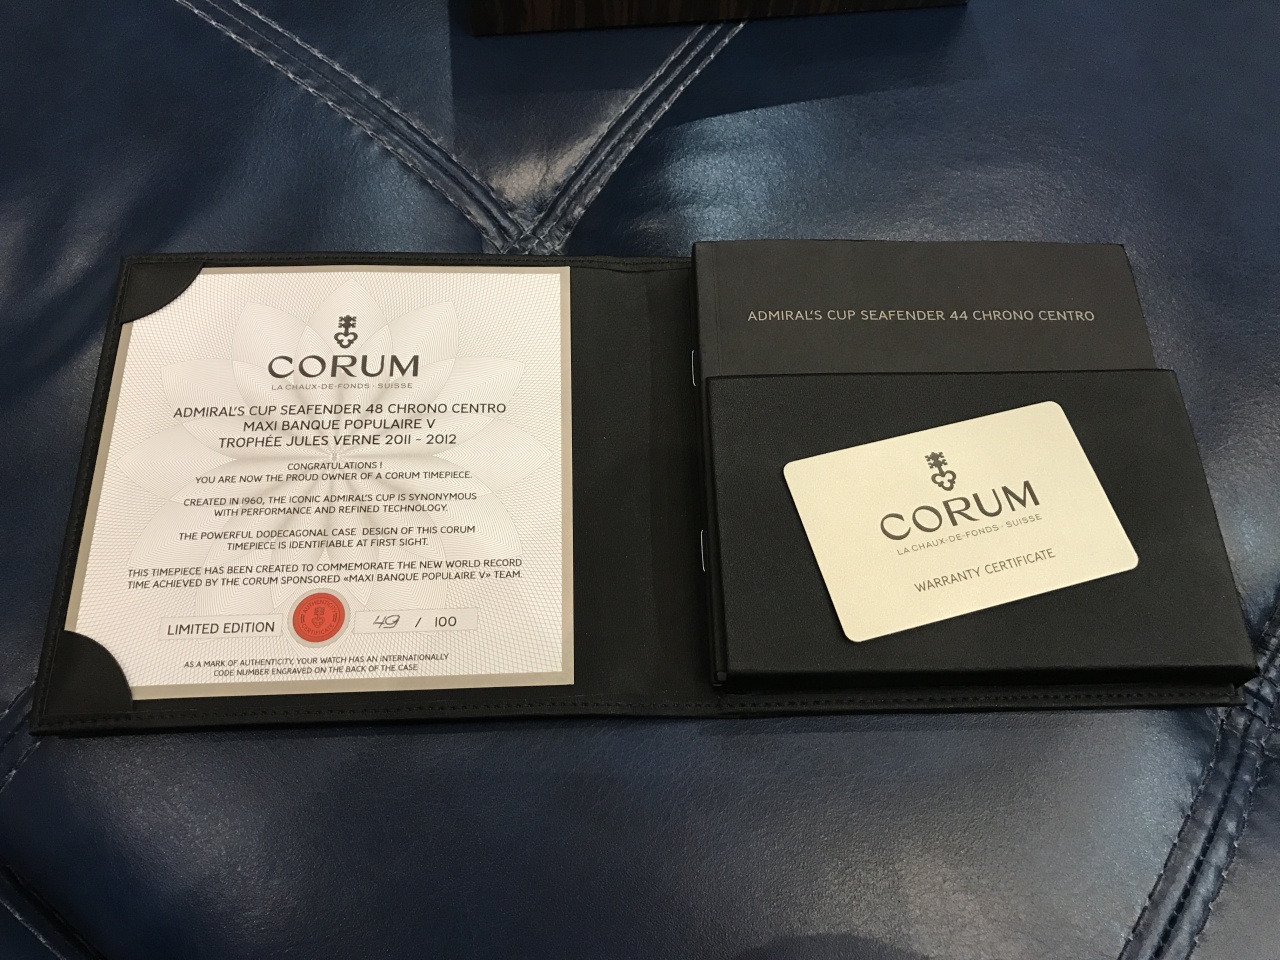 CORUM
LA CHAUX-DE-FONDS · SUISSE
ADMIRAL'S CUP SEAFENDER 48 CHRONO CENTRO
MAXI BANQUE POPULAIRE V
TROPHÉE JULES VERNE 2011 - 2012
CONGRATULATIONS !
YOU ARE NOW THE PROUD OWNER OF A CORUM TIMEPIECE.
CREATED IN 1960, THE ICONIC ADMIRAL'S CUP IS SYNONYMOUS
WITH PERFORMANCE AND REFINED TECHNOLOGY.
THE POWERFUL DODECAGONAL CASE DESIGN OF THIS CORUM
TIMEPIECE IS IDENTIFIABLE AT FIRST SIGHT.
THIS TIMEPIECE HAS BEEN CREATED TO COMMEMORATE THE NEW WORLD RECORD
TIME ACHIEVED BY THE CORUM SPONSORED «MAXI BANQUE POPULAIRE V» TEAM.
LIMITED EDITION 49 / 100
AS A MARK OF AUTHENTICITY, YOUR WATCH HAS AN INTERNATIONALLY
CODE NUMBER ENGRAVED ON THE BACK OF THE CASE
ADMIRAL'S CUP SEAFENDER 44 CHRONO CENTRO
CORUM
LA CHAUX-DE-FONDS · SUISSE
WARRANTY CERTIFICATE